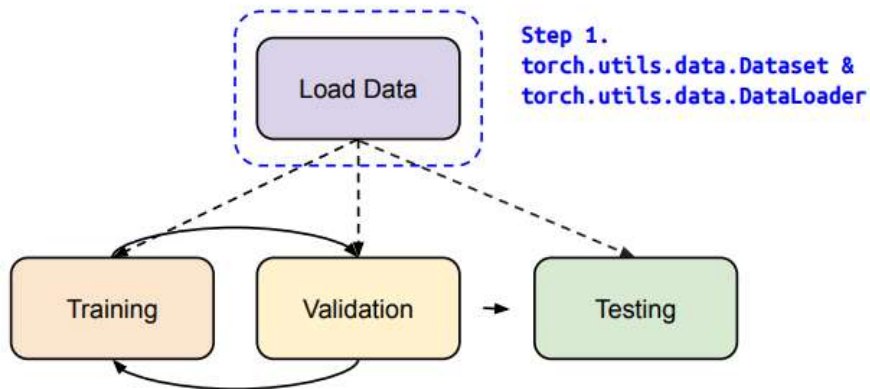 Load Data
Step 1.
torch.utils.data.Dataset &
torch.utils.data.DataLoader
Training
Validation
Testing